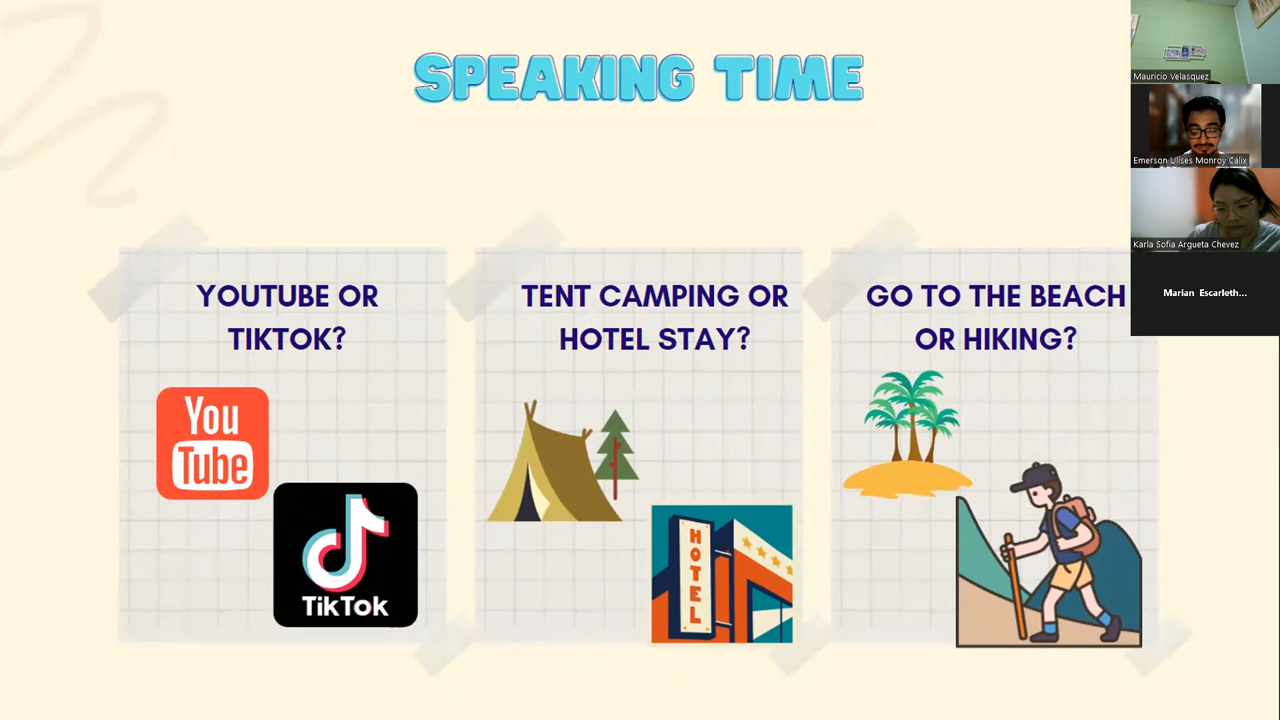 SPEAKING TIME
YOUTUBE OR
TIKTOK?
You
Tube
TikTok
TENT CAMPING OR
HOTEL STAY?
HOTEL
GO TO THE BEACH
OR HIKING?
Mauricio Velasquez
Emerson Ulises Monroy Cálix
Karla Sofia Argueta Chevez
Marian Escarleth...